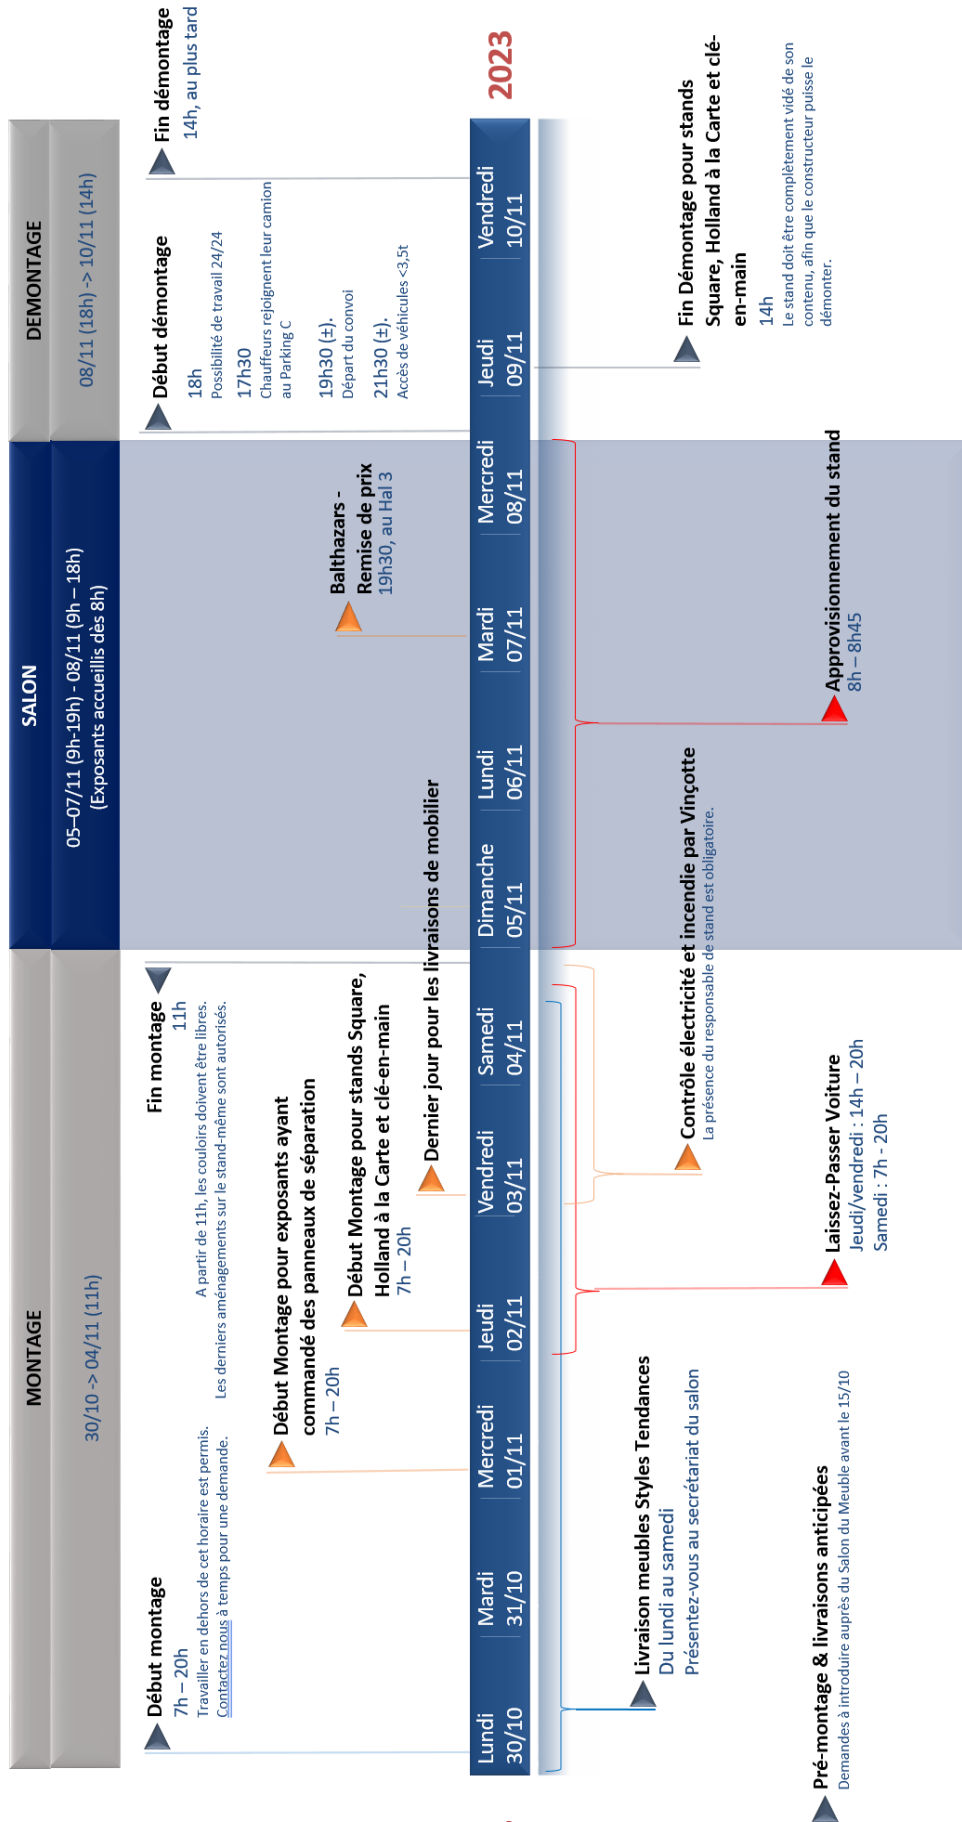 MONTAGE
30/10 -> 04/11 (11h)
SALON
05–07/11 (9h-19h) - 08/11 (9h – 18h)
(Exposants accueillis dès 8h)
DEMONTAGE
08/11 (18h) -> 10/11 (14h)
Début montage
7h – 20h
Travailler en dehors de cet horaire est permis.
Contactez nous à temps pour une demande.
Fin montage
11h
A partir de 11h, les couloirs doivent être libres.
Les derniers aménagements sur le stand-même sont autorisés.
Début démontage
18h
Possibilité de travail 24/24
17h30
Chauffeurs rejoignent leur camion
au Parking C
19h30 (±).
Départ du convoi
21h30 (±).
Accès de véhicules <3,5t
Fin démontage
14h, au plus tard
Début Montage pour exposants ayant
commandé des panneaux de séparation
7h – 20h
Début Montage pour stands Square,
Holland à la Carte et clé-en-main
7h – 20h
Dernier jour pour les livraisons de mobilier
Balthazars -
Remise de prix
19h30, au Hal 3
Lundi
30/10
Mardi
31/10
Mercredi
01/11
Jeudi
02/11
Vendredi
03/11
Samedi
04/11
Dimanche
05/11
Lundi
06/11
Mardi
07/11
Mercredi
08/11
Jeudi
09/11
Vendredi
10/11
2023
Livraison meubles Styles Tendances
Du lundi au samedi
Présentez-vous au secrétariat du salon
Contrôle électricité et incendie par Vinçotte
La présence du responsable de stand est obligatoire.
Fin Démontage pour stands
Square, Holland à la Carte et clé-
en-main
14h
Le stand doit être complètement vidé de son
contenu, afin que le constructeur puisse le
démonter.
Pré-montage & livraisons anticipées
Demandes à introduire auprès du Salon du Meuble avant le 15/10
Laissez-Passer Voiture
Jeudi/vendredi : 14h – 20h
Samedi : 7h - 20h
Approvisionnement du stand
8h – 8h45